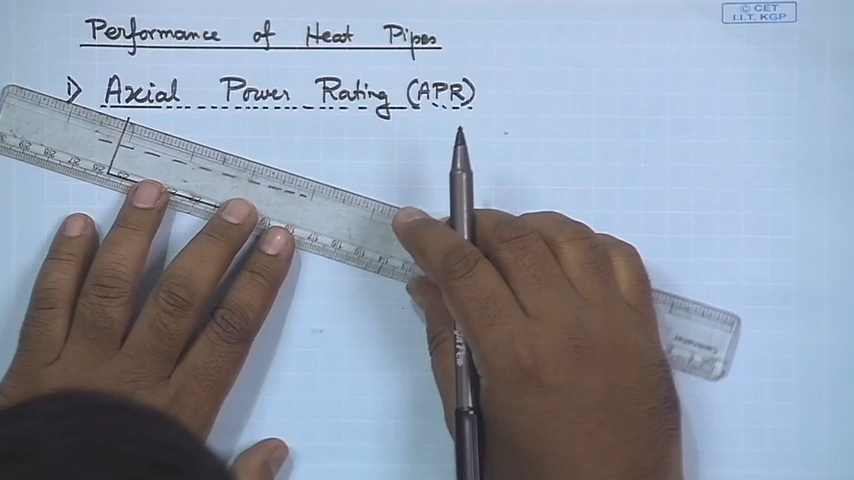 © CET
I.I.T. KGP
Performance of Heat Pipes
1) Axial Power Rating (APR)